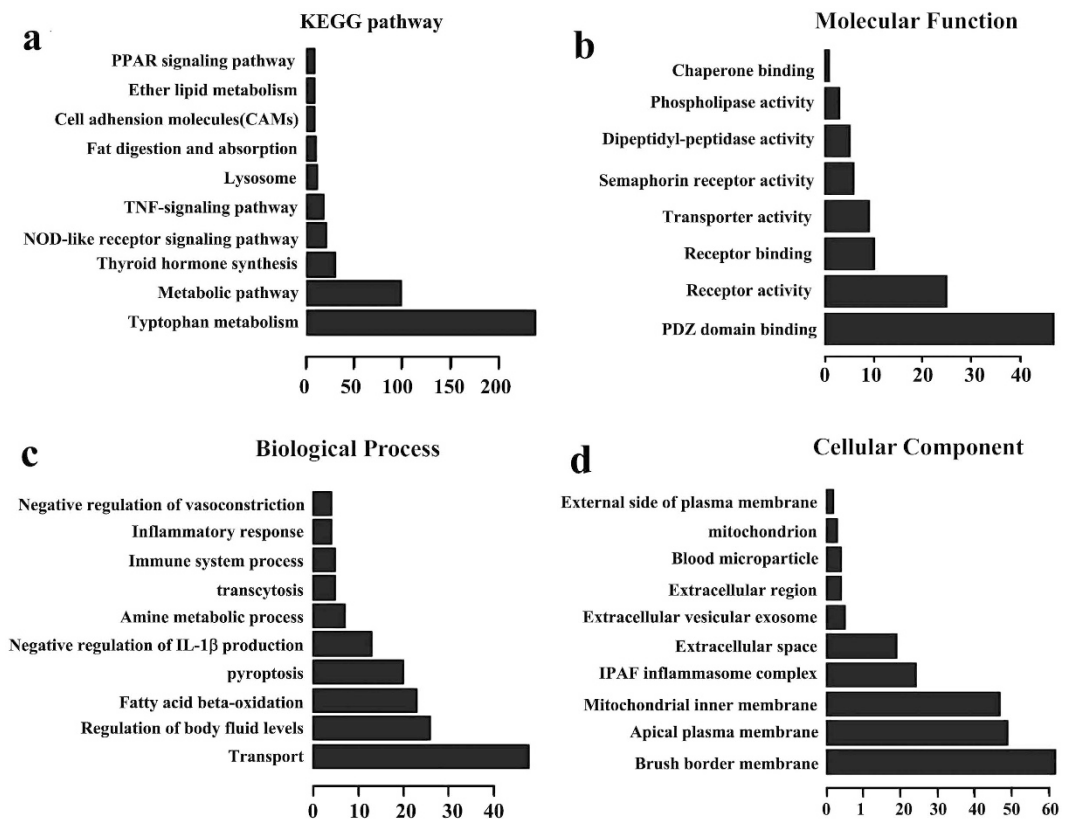 a
KEGG pathway
PPAR signaling pathway
Ether lipid metabolism
Cell adhension molecules(CAMs)
Fat digestion and absorption
Lysosome
TNF-signaling pathway
NOD-like receptor signaling pathway
Thyroid hormone synthesis
Metabolic pathway
Typtophan metabolism
0 50 100 150 200
b
Molecular Function
Chaperone binding
Phospholipase activity
Dipeptidyl-peptidase activity
Semaphorin receptor activity
Transporter activity
Receptor binding
Receptor activity
PDZ domain binding
0 10 20 30 40
c
Biological Process
Negative regulation of vasoconstriction
Inflammatory response
Immune system process
transcytosis
Amine metabolic process
Negative regulation of IL-1β production
pyroptosis
Fatty acid beta-oxidation
Regulation of body fluid levels
Transport
0 10 20 30 40
d
Cellular Component
External side of plasma membrane
mitochondrion
Blood microparticle
Extracellular region
Extracellular vesicular exosome
Extracellular space
IPAF inflammasome complex
Mitochondrial inner membrane
Apical plasma membrane
Brush border membrane
0 1 20 30 40 50 60